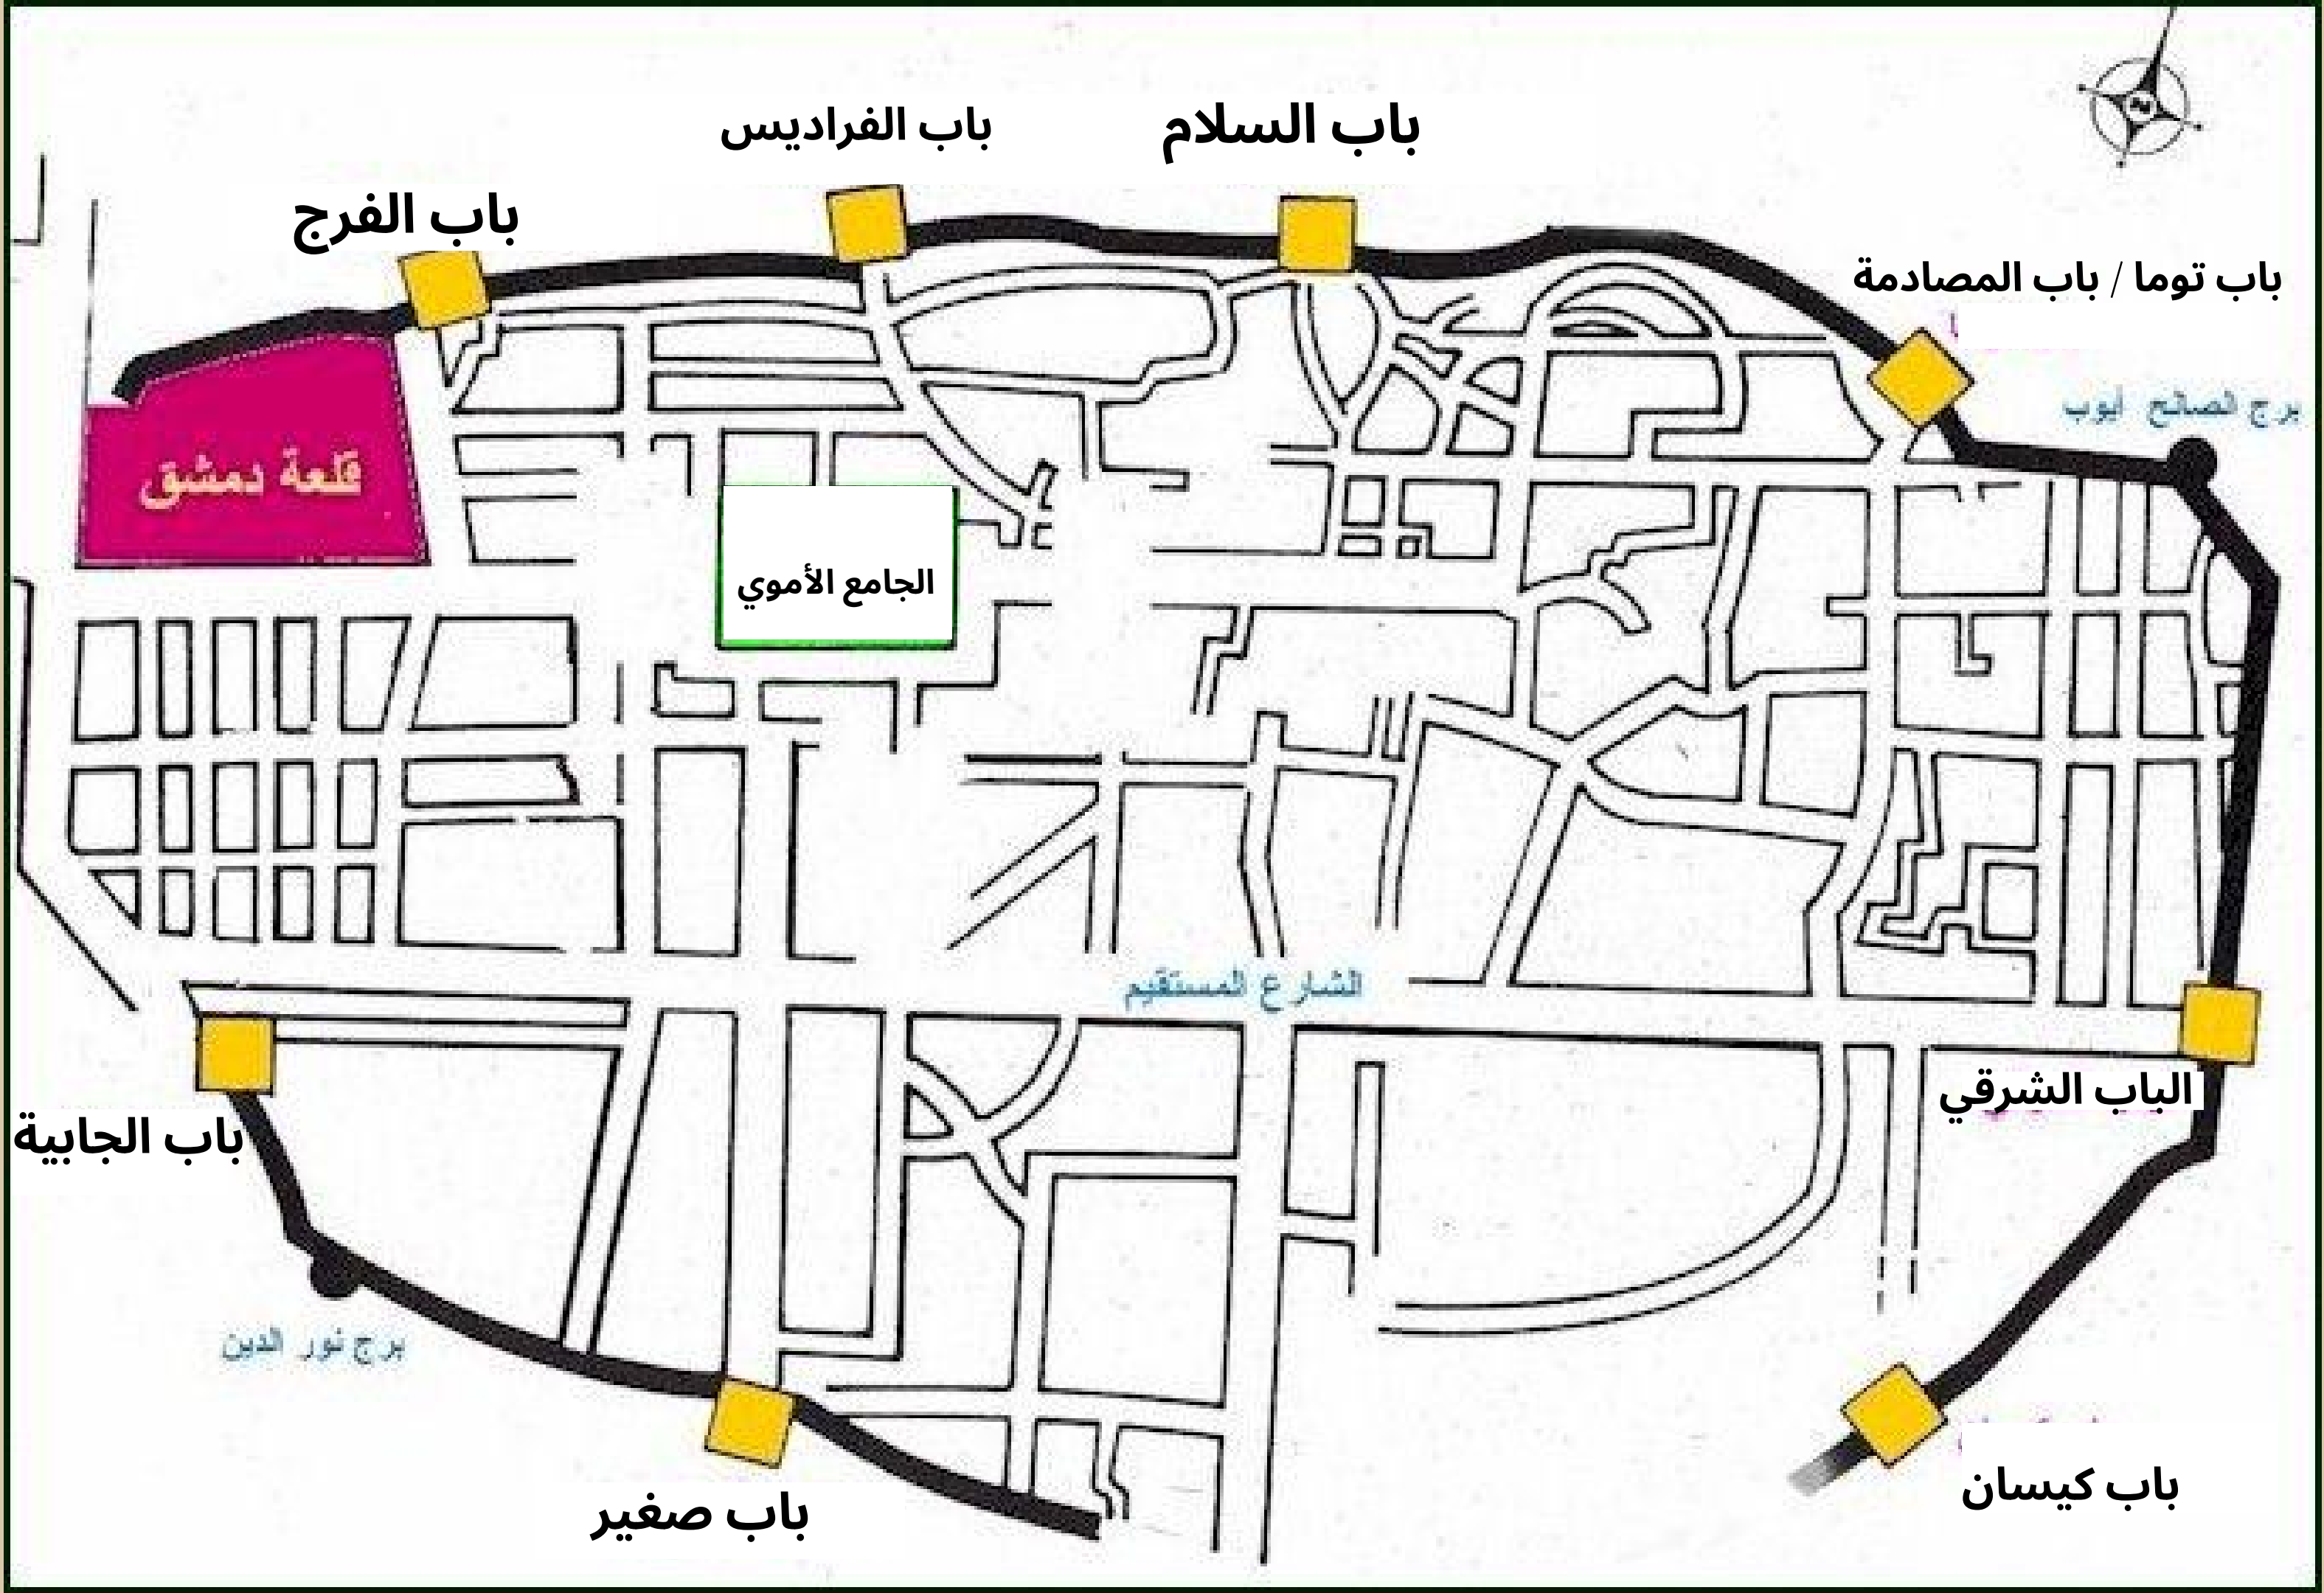 باب السلام
باب الفراديس
باب الفرج
باب توما / باب المصادمة
برج الصالح أيوب
قلعة دمشق
الجامع الأموي
الشارع المستقيم
الباب الشرقي
باب الجابية
برج نور الدين
باب كيسان
باب صغير